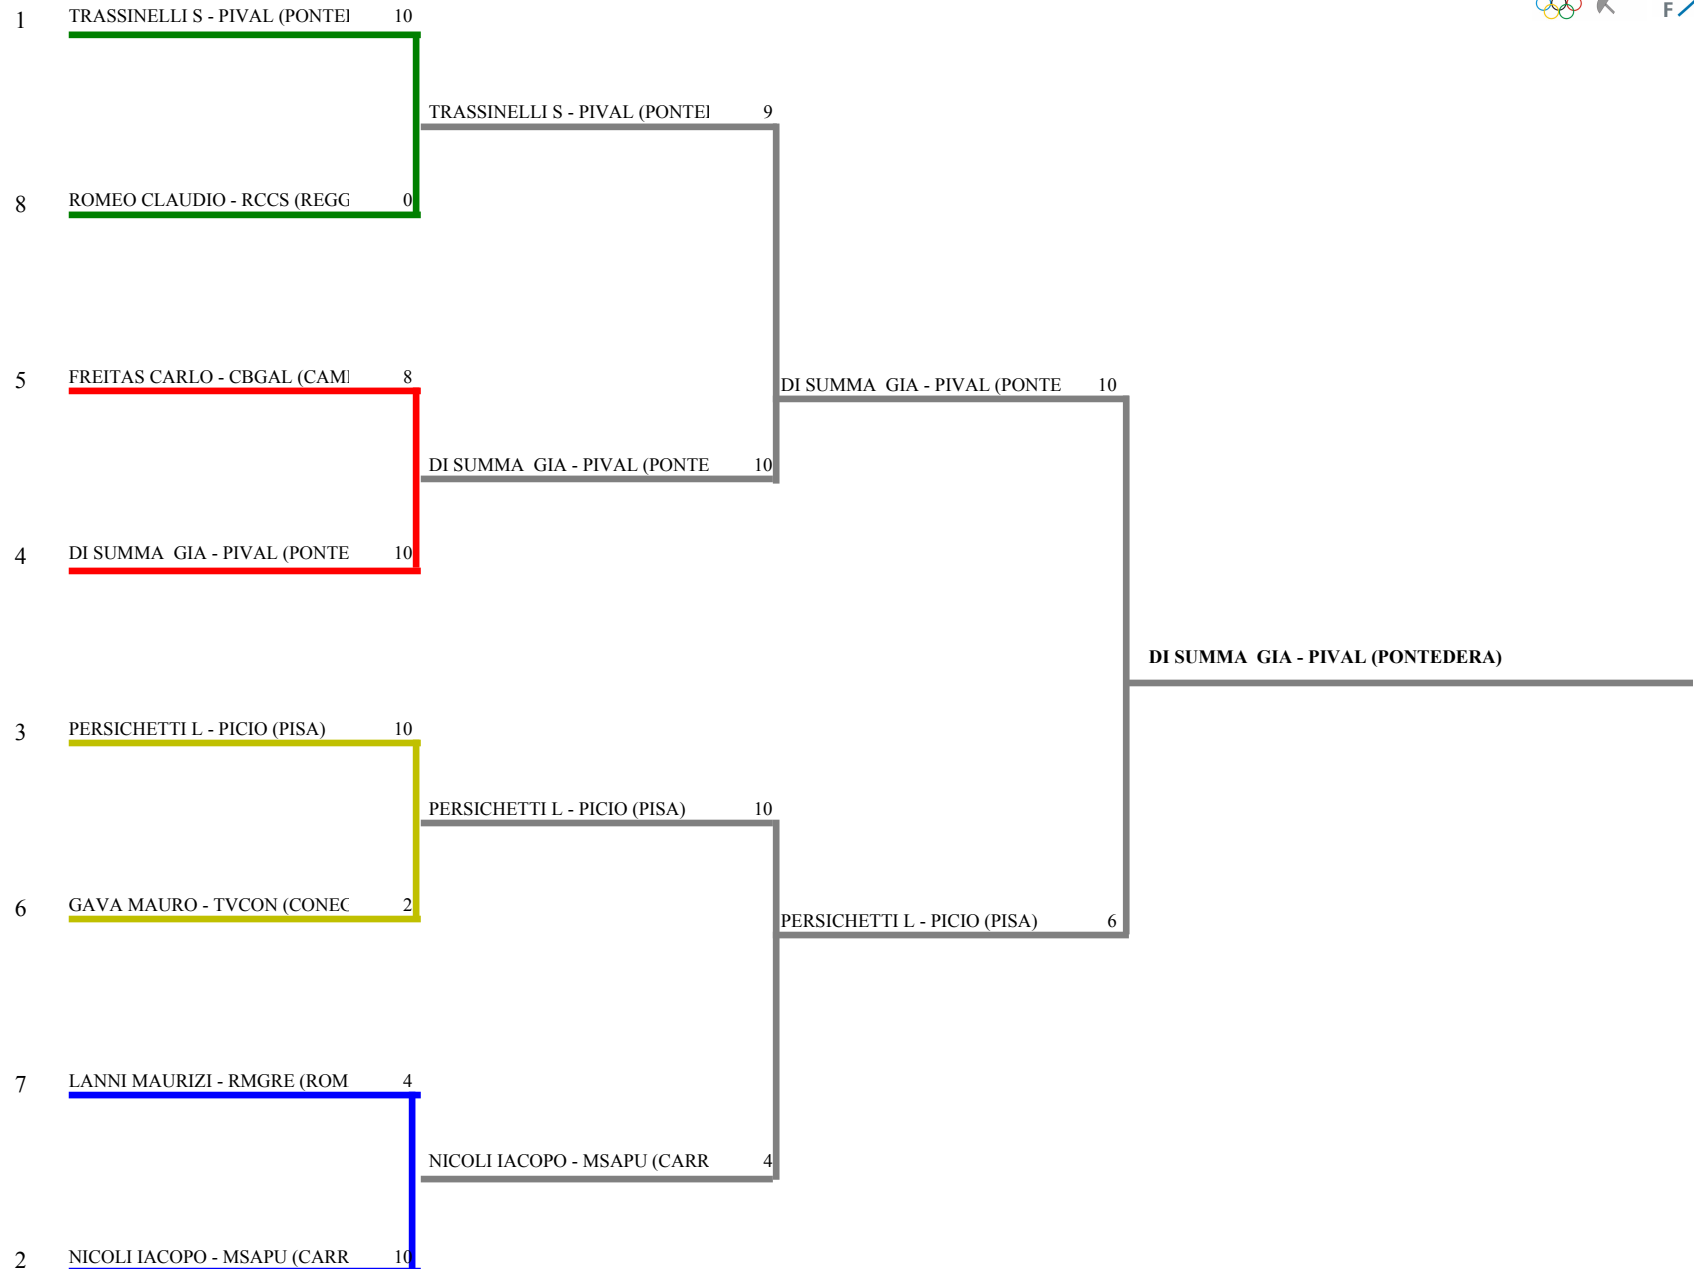 1 TRASSINELLI S - PIVAL (PONTE 10
TRASSINELLI S - PIVAL (PONTE 9
8 ROMEO CLAUDIO - RCCS (REGG 0
5 FREITAS CARLO - CBGAL (CAM 8
DI SUMMA GIA - PIVAL (PONTE 10
DI SUMMA GIA - PIVAL (PONTE 10
4 DI SUMMA GIA - PIVAL (PONTE 10
DI SUMMA GIA - PIVAL (PONTEDERA)
3 PERSICHETTI L - PICIO (PISA) 10
PERSICHETTI L - PICIO (PISA) 10
6 GAVA MAURO - TVCON (CONEC 2
PERSICHETTI L - PICIO (PISA) 6
7 LANNI MAURIZI - RMGRE (ROM 4
NICOLI IACOPO - MSAPU (CARR 4
2 NICOLI IACOPO - MSAPU (CARR 10
F